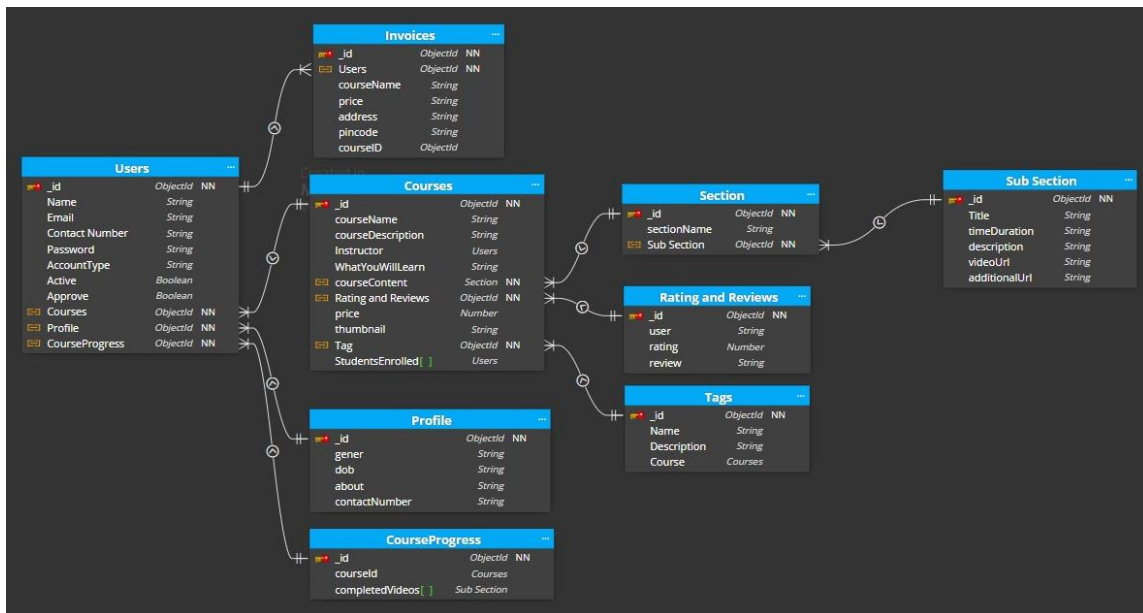 Invoices ...
_id ObjectId NN
Users ObjectId NN
courseName String
price String
address String
pincode String
courseID ObjectId
Users ...
_id ObjectId NN
Name String
Email String
Contact Number String
Password String
AccountType String
Active Boolean
Approve Boolean
Courses ObjectId NN
Profile ObjectId NN
CourseProgress ObjectId NN
Created in
Courses ...
_id ObjectId NN
courseName String
courseDescription String
Instructor Users
WhatYouWillLearn String
courseContent Section NN
Rating and Reviews ObjectId NN
price Number
thumbnail String
Tag ObjectId NN
StudentsEnrolled[ ] Users
Section ...
_id ObjectId NN
sectionName String
Sub Section ObjectId NN
Sub Section ...
_id ObjectId NN
Title String
timeDuration String
description String
videoUrl String
additionalUrl String
Rating and Reviews ...
_id ObjectId NN
user String
rating Number
review String
Tags ...
_id ObjectId NN
Name String
Description String
Course Courses
Profile ...
_id ObjectId NN
gener String
dob String
about String
contactNumber String
CourseProgress ...
_id ObjectId NN
courseId Courses
completedVideos[ ] Sub Section